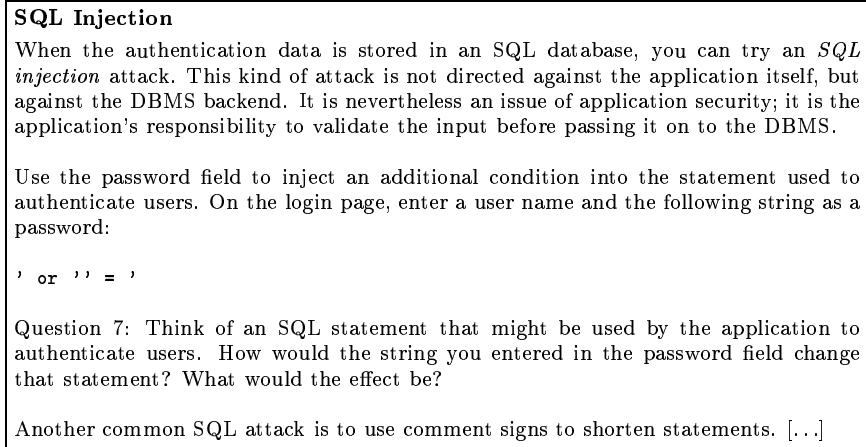 SQL Injection
When the authentication data is stored in an SQL database, you can try an SQL
injection attack. This kind of attack is not directed against the application itself, but
against the DBMS backend. It is nevertheless an issue of application security; it is the
application's responsibility to validate the input before passing it on to the DBMS.
Use the password field to inject an additional condition into the statement used to
authenticate users. On the login page, enter a user name and the following string as a
password:
' or '' = '
Question 7: Think of an SQL statement that might be used by the application to
authenticate users. How would the string you entered in the password field change
that statement? What would the effect be?
Another common SQL attack is to use comment signs to shorten statements. [...]